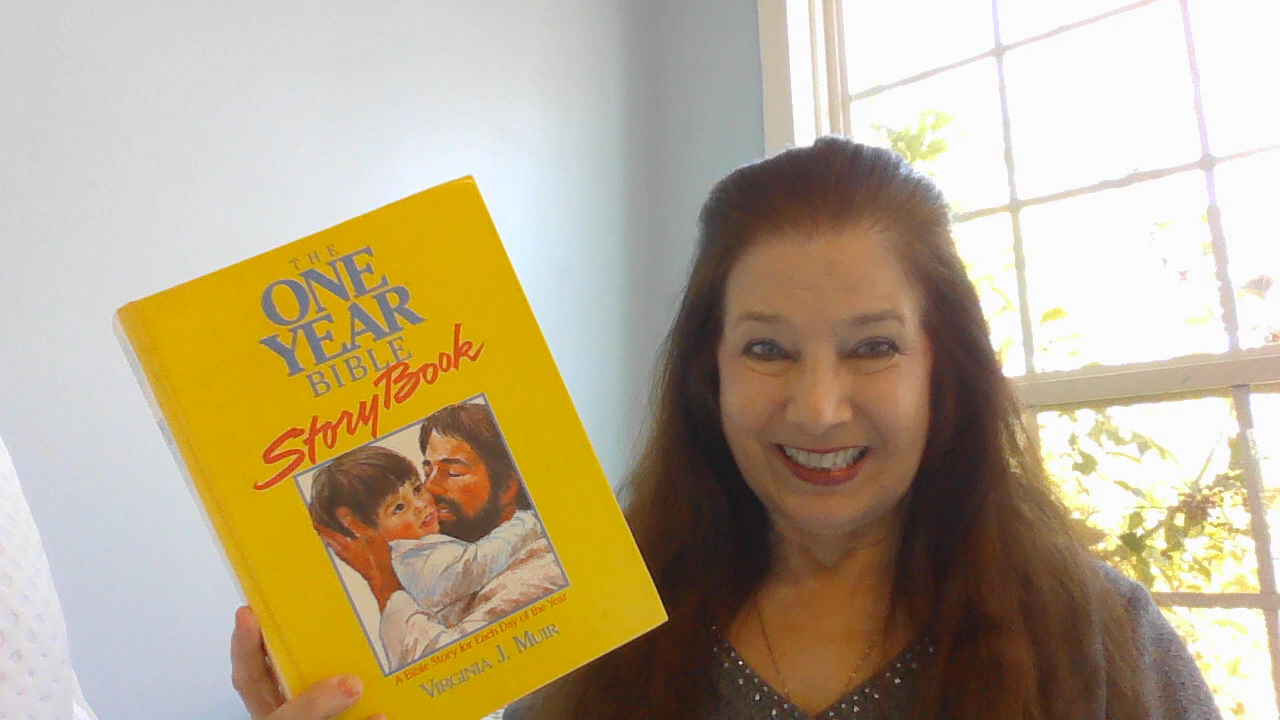 THE
ONE
YEAR
BIBLE
StoryBook
A Bible Story for Each Day of the Year
VIRGINIA J. MUIR